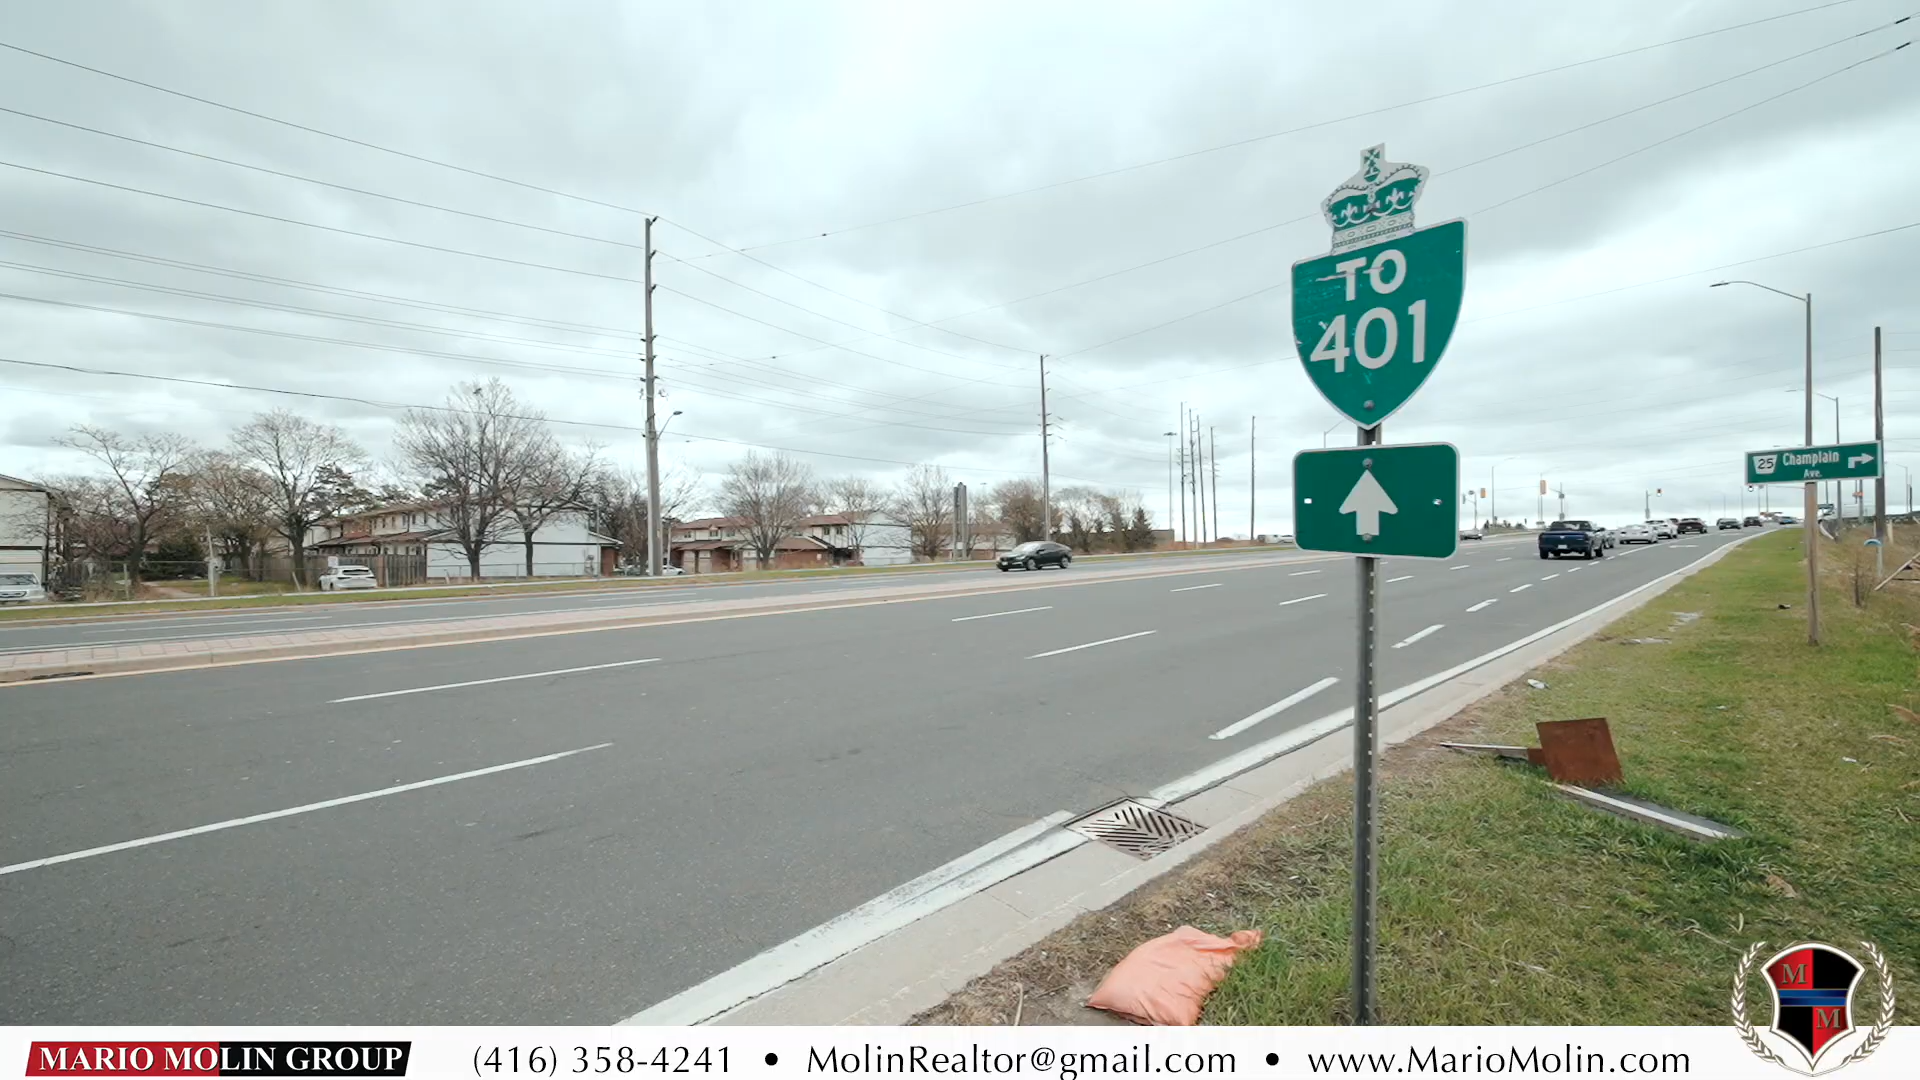 TO
401
25 Champlain
Ave.
MARIO MOLIN GROUP
(416) 358-4241 • MolinRealtor@gmail.com • www.MarioMolin.com
M
M